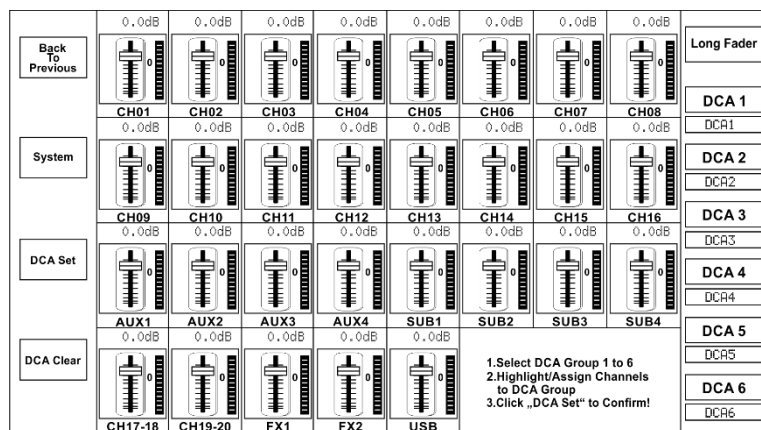 0.0dB 0.0dB 0.0dB 0.0dB 0.0dB 0.0dB 0.0dB 0.0dB
Back
To
Previous
Long Fader
0 0 0 0 0 0 0 0
CH01 CH02 CH03 CH04 CH05 CH06 CH07 CH08
DCA 1
DCA1
0.0dB 0.0dB 0.0dB 0.0dB 0.0dB 0.0dB 0.0dB 0.0dB
System
DCA 2
0 0 0 0 0 0 0 0
DCA2
CH09 CH10 CH11 CH12 CH13 CH14 CH15 CH16
DCA 3
0.0dB 0.0dB 0.0dB 0.0dB 0.0dB 0.0dB 0.0dB 0.0dB
DCA3
DCA Set
0 0 0 0 0 0 0 0
DCA 4
DCA4
AUX1 AUX2 AUX3 AUX4 SUB1 SUB2 SUB3 SUB4
0.0dB 0.0dB 0.0dB 0.0dB 0.0dB
DCA 5
DCA5
DCA Clear
0 0 0 0 0
1.Select DCA Group 1 to 6
2.Highlight/Assign Channels
to DCA Group
3.Click „DCA Set“ to Confirm!
DCA 6
DCA6
CH17-18 CH19-20 FX1 FX2 USB